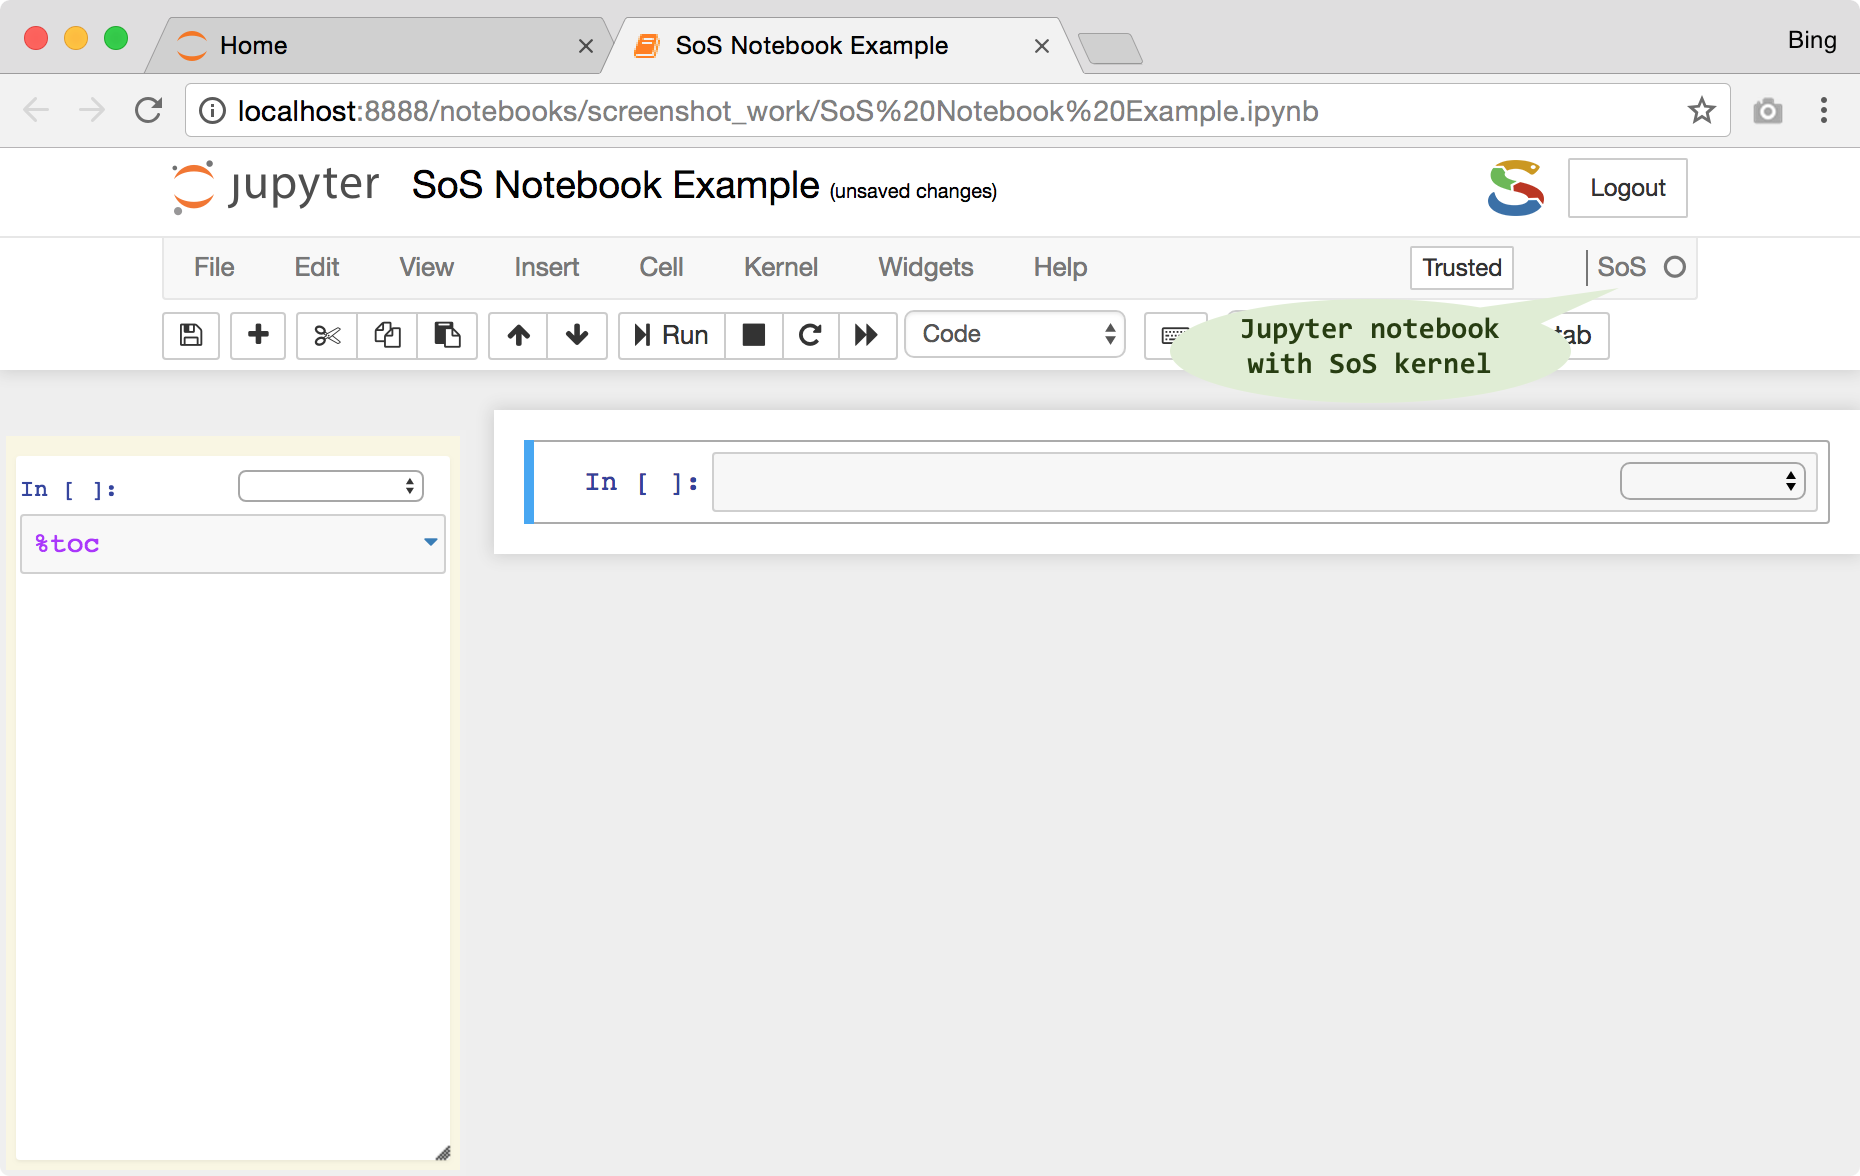 Home
SoS Notebook Example
Bing
localhost:8888/notebooks/screenshot_work/SoS%20Notebook%20Example.ipynb
jupyter SoS Notebook Example (unsaved changes)
Logout
File Edit View Insert Cell Kernel Widgets Help Trusted SoS
Run Code tab
Jupyter notebook
with SoS kernel
In [ ]:
%toc
In [ ]: